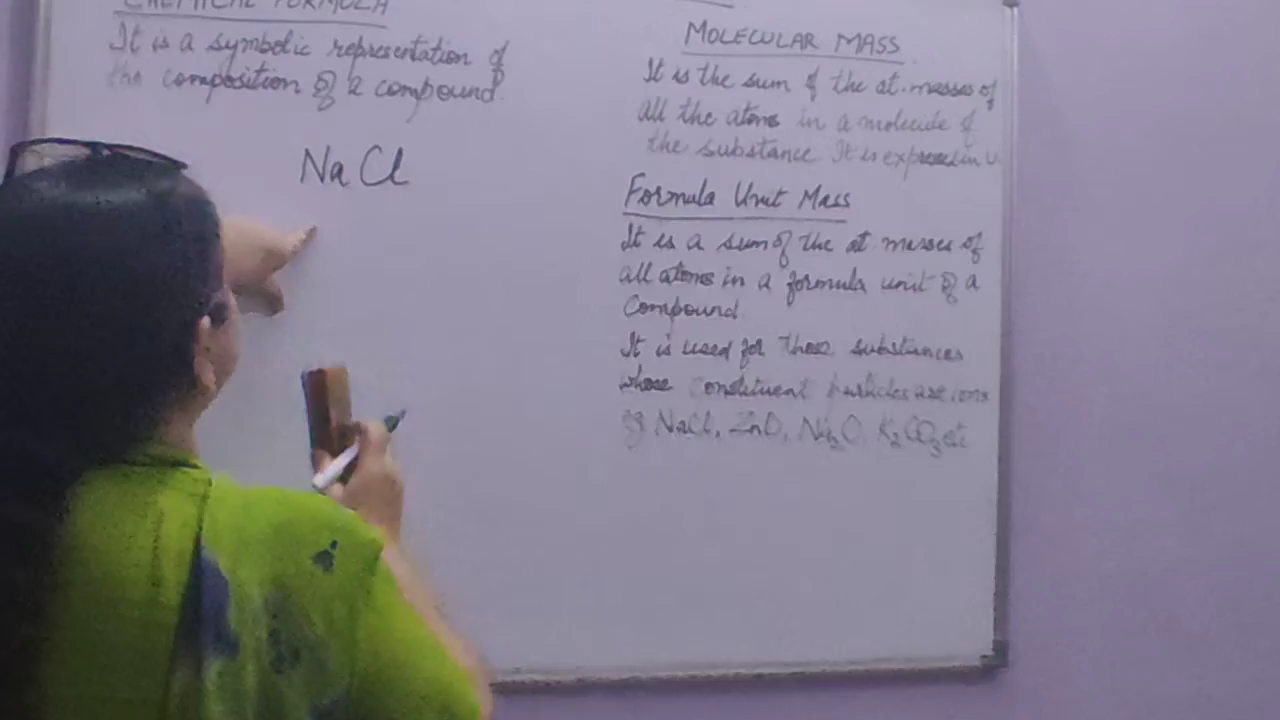 CHEMICAL FORMULA
It is a symbolic representation of
the composition of a compound.
NaCl
MOLECULAR MASS
It is the sum of the at. masses of
all the atoms in a molecule of
the substance. It is expressed in u
Formula Unit Mass
It is a sum of the at masses of
all atoms in a formula unit of a
Compound.
It is used for those substances
whose constituent particles are ions
eg NaCl, ZnO, Na₂O, K₂CO₃ etc